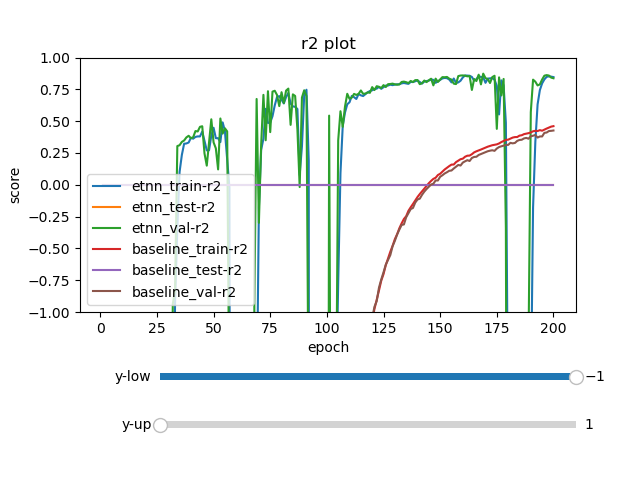 r2 plot
1.00
0.75
0.50
0.25
0.00
−0.25
−0.50
−0.75
−1.00
score
etnn_train-r2
etnn_test-r2
etnn_val-r2
baseline_train-r2
baseline_test-r2
baseline_val-r2
0 25 50 75 100 125 150 175 200
epoch
y-low −1
y-up 1